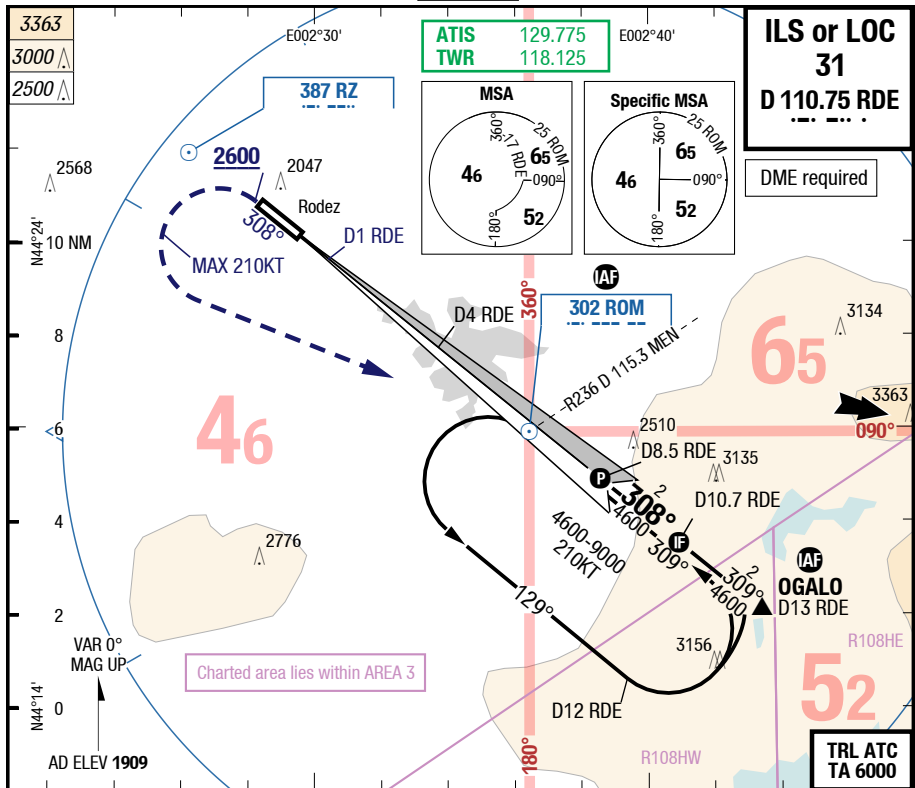 3363
3000
2500
E002°30'
ATIS 129.775
TWR 118.125
E002°40'
ILS or LOC
31
D 110.75 RDE
DME required
387 RZ
MSA
360°
25 ROM
17 RDE
46
65
090°
52
180°
Specific MSA
360°
25 ROM
46
65
090°
52
180°
2568
2600
2047
Rodez
308°
D1 RDE
N44°24'
10 NM
MAX 210KT
IAF
302 ROM
360°
D4 RDE
R236 D 115.3 MEN
3134
65
8
3363
46
6
2510
090°
D8.5 RDE
3135
P
2
308°
D10.7 RDE
4600
309°
IF
4600-9000
210KT
4
2776
IAF
OGALO
D13 RDE
2
309°
4600
129°
2
VAR 0°
MAG UP
3156
R108HE
Charted area lies within AREA 3
52
N44°14'
0
D12 RDE
AD ELEV 1909
180°
R108HW
TRL ATC
TA 6000